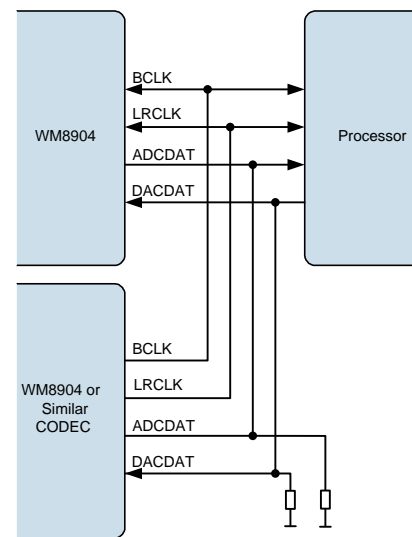 BCLK
LRCLK
WM8904
Processor
ADCDAT
DACDAT
BCLK
WM8904 or
Similar
CODEC
LRCLK
ADCDAT
DACDAT